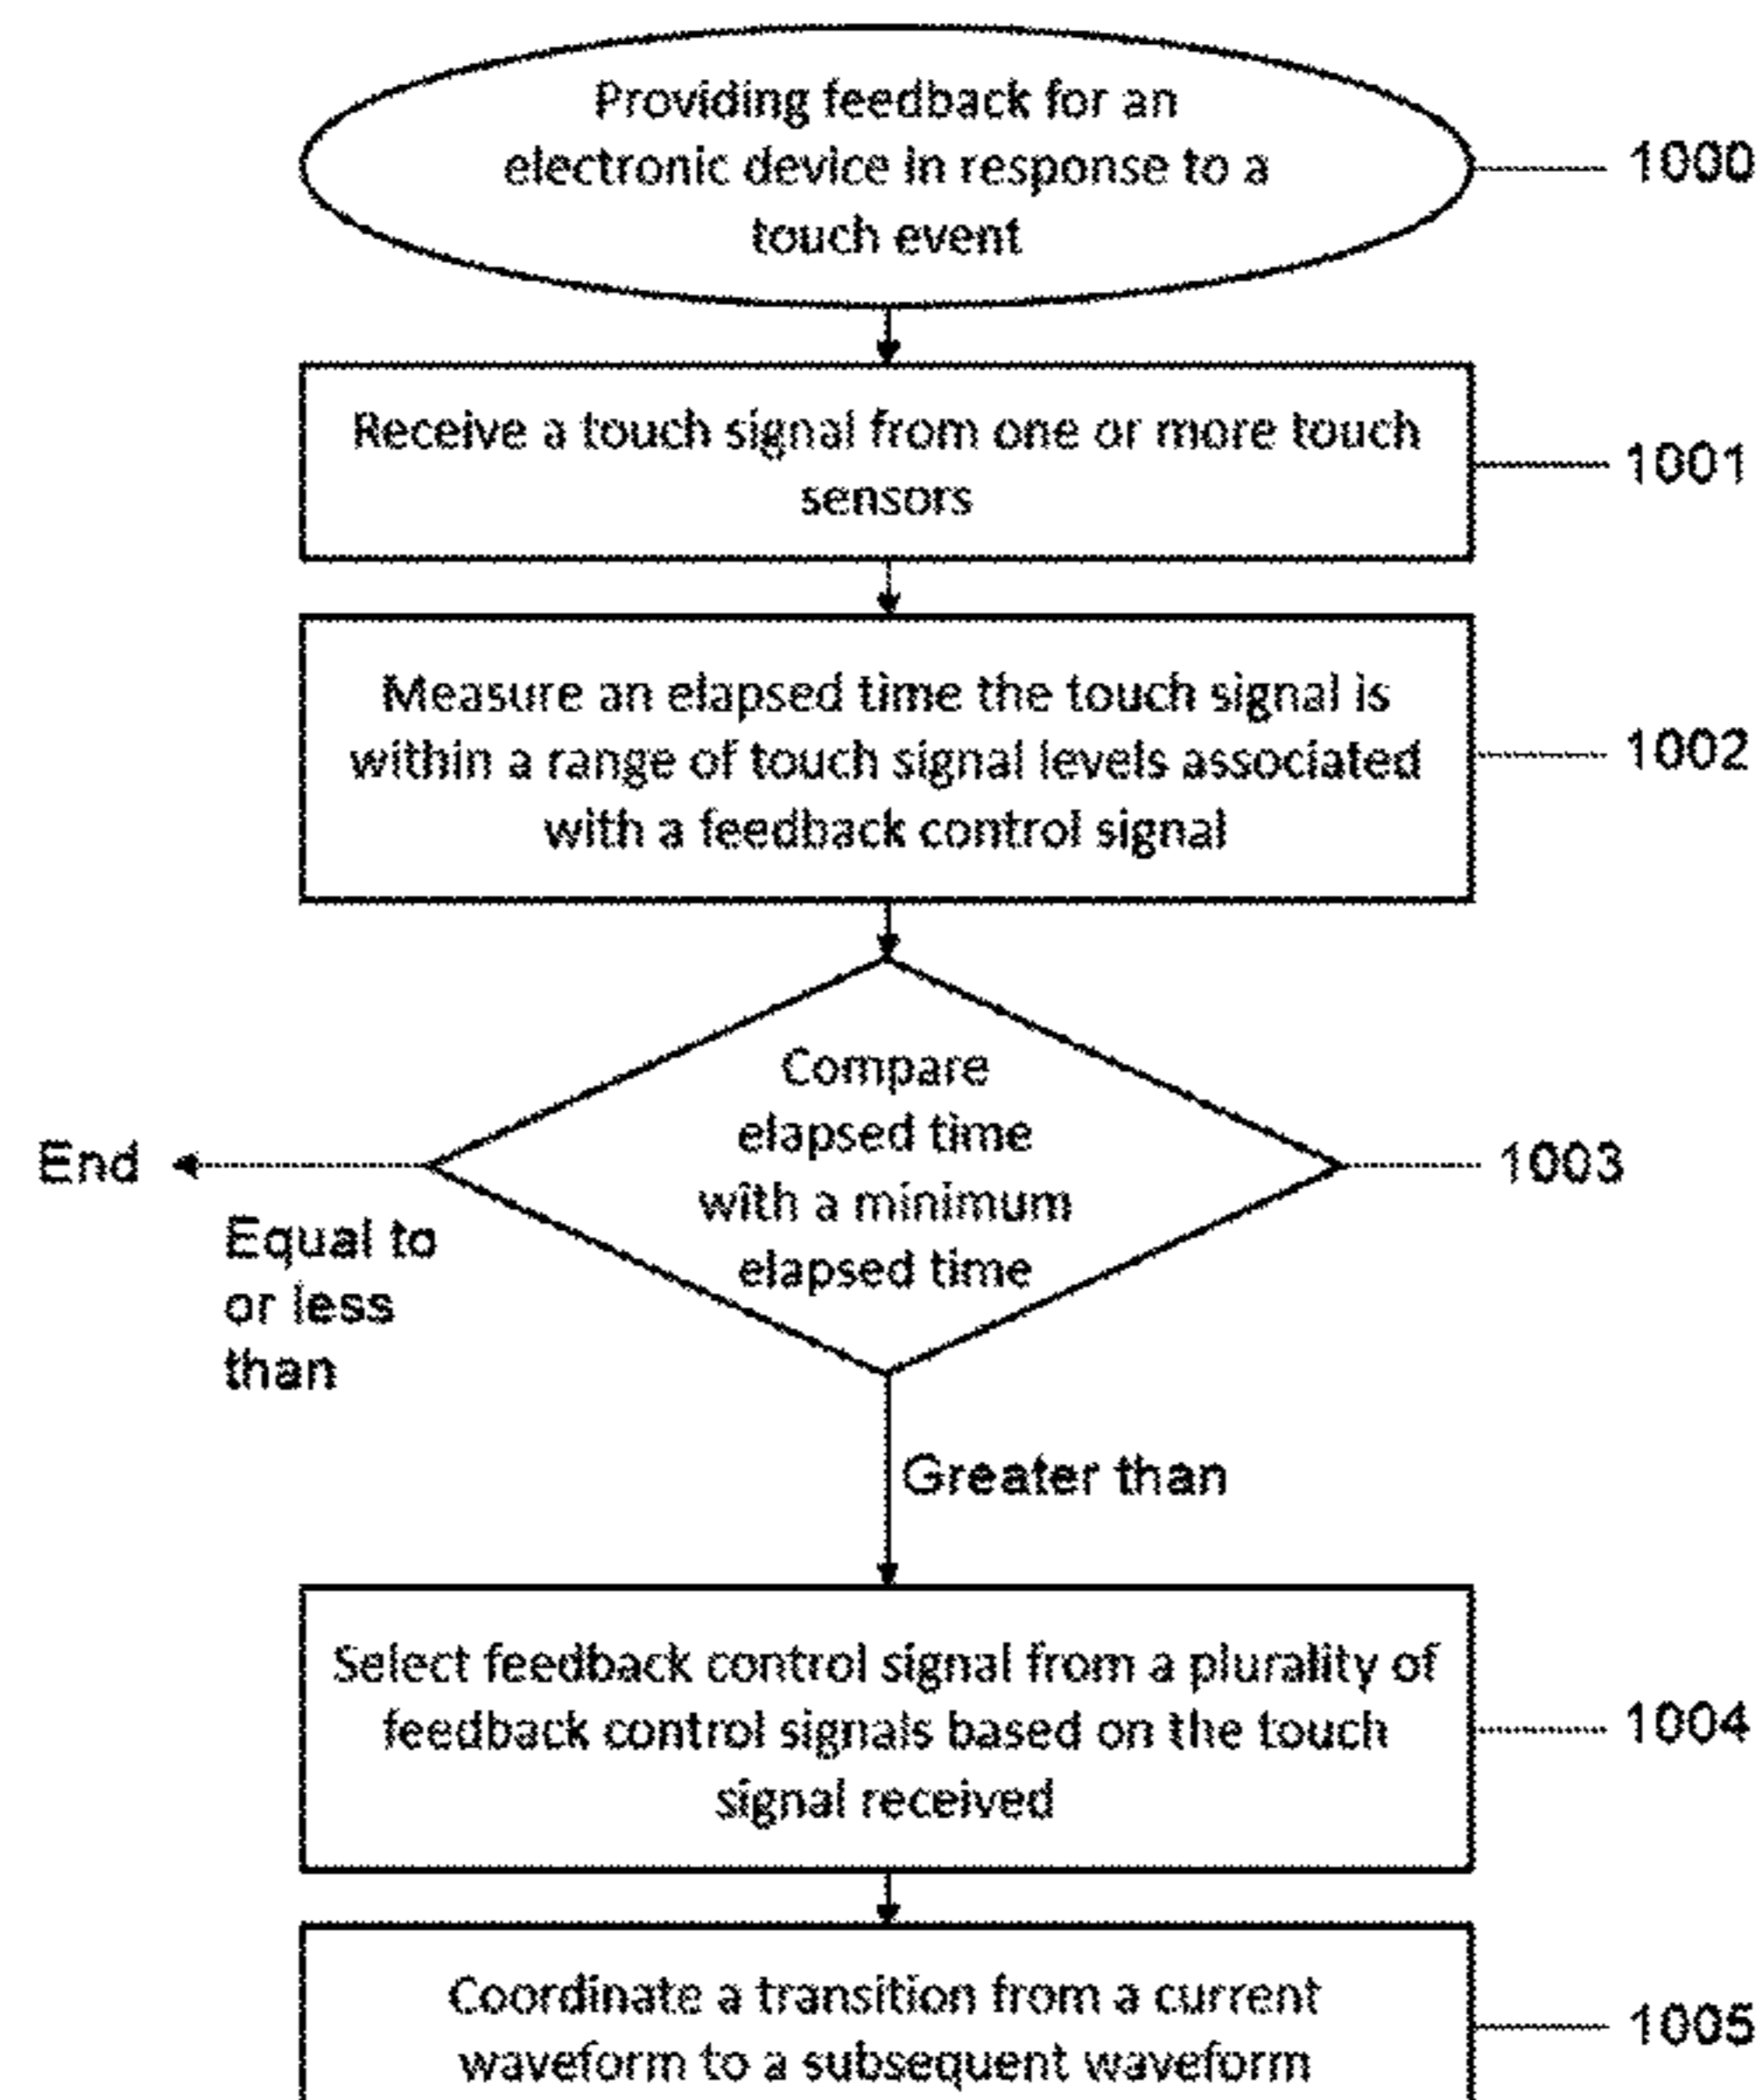 Providing feedback for an
electronic device in response to a
touch event
1000
Receive a touch signal from one or more touch
sensors
1001
Measure an elapsed time the touch signal is
within a range of touch signal levels associated
with a feedback control signal
1002
Compare
elapsed time
with a minimum
elapsed time
1003
End
Equal to
or less
than
Greater than
Select feedback control signal from a plurality of
feedback control signals based on the touch
signal received
1004
Coordinate a transition from a current
waveform to a subsequent waveform
1005